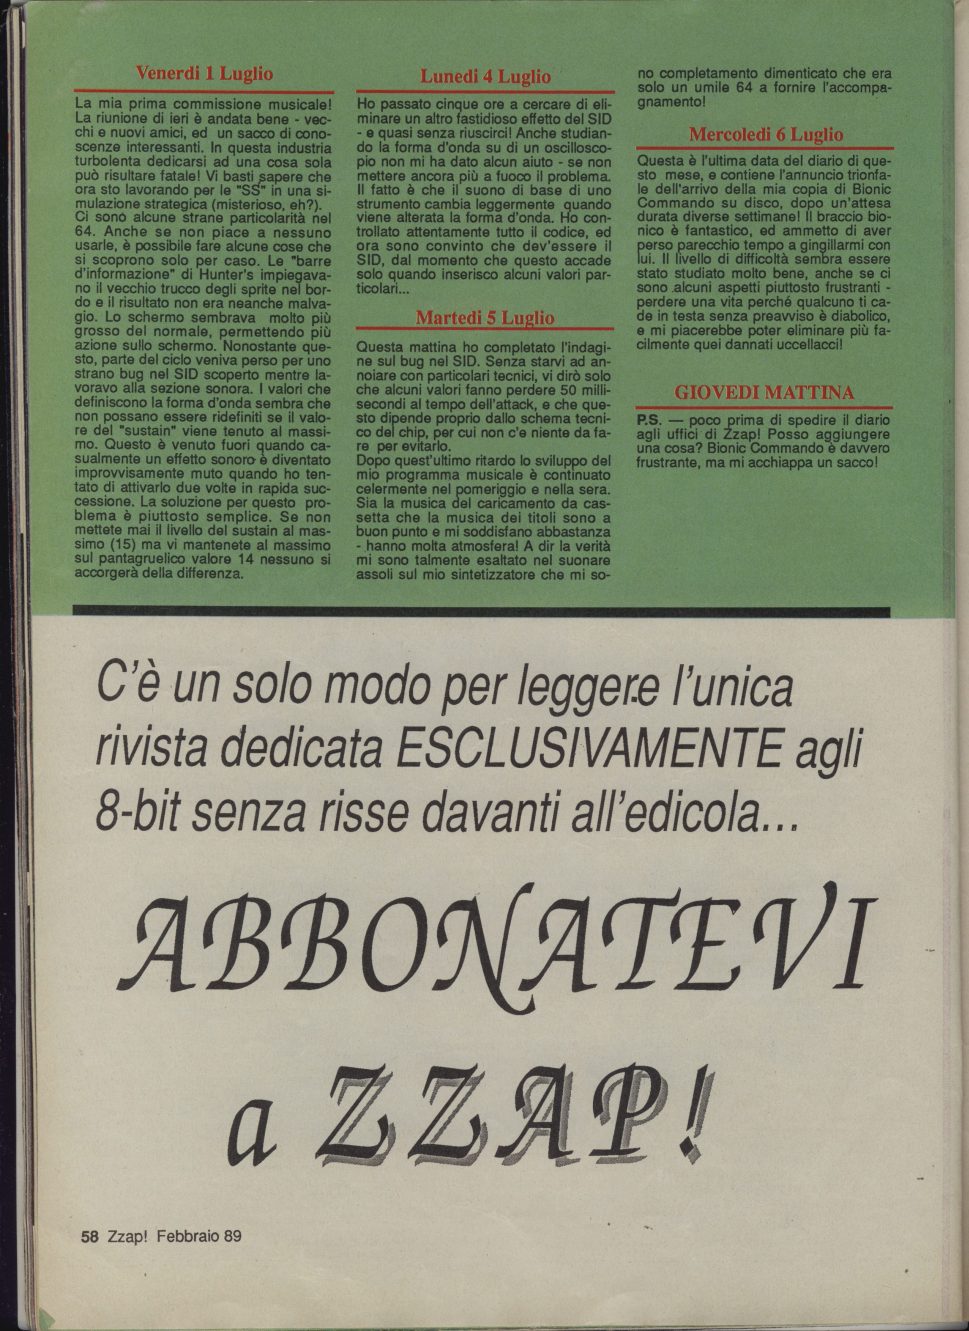 Venerdi 1 Luglio
La mia prima commissione musicale!
La riunione di ieri è andata bene - vec-
chi e nuovi amici, ed un sacco di cono-
scenze interessanti. In questa industria
turbolenta dedicarsi ad una cosa sola
può risultare fatale! Vi basti sapere che
ora sto lavorando per le "SS" in una si-
mulazione strategica (misterioso, eh?).
Ci sono alcune strane particolarità nel
64. Anche se non piace a nessuno
usarle, è possibile fare alcune cose che
si scoprono solo per caso. Le "barre
d'informazione" di Hunter's impiegava-
no il vecchio trucco degli sprite nel bor-
do e il risultato non era neanche malva-
gio. Lo schermo sembrava molto più
grosso del normale, permettendo più
azione sullo schermo. Nonostante que-
sto, parte del ciclo veniva perso per uno
strano bug nel SID scoperto mentre la-
voravo alla sezione sonora. I valori che
definiscono la forma d'onda sembra che
non possano essere ridefiniti se il valo-
re del "sustain" viene tenuto al massi-
mo. Questo è venuto fuori quando ca-
sualmente un effetto sonoro è diventato
improvvisamente muto quando ho ten-
tato di attivarlo due volte in rapida suc-
cessione. La soluzione per questo pro-
blema è piuttosto semplice. Se non
mettete mai il livello del sustain al mas-
simo (15) ma vi mantenete al massimo
sul pantagruelico valore 14 nessuno si
accorgerà della differenza.
Lunedi 4 Luglio
Ho passato cinque ore a cercare di eli-
minare un altro fastidioso effetto del SID
- e quasi senza riuscirci! Anche studian-
do la forma d'onda su di un oscillosco-
pio non mi ha dato alcun aiuto - se non
mettere ancora più a fuoco il problema.
Il fatto è che il suono di base di uno
strumento cambia leggermente quando
viene alterata la forma d'onda. Ho con-
trollato attentamente tutto il codice, ed
ora sono convinto che dev'essere il
SID, dal momento che questo accade
solo quando inserisco alcuni valori par-
ticolari...
Martedi 5 Luglio
Questa mattina ho completato l'indagi-
ne sul bug nel SID. Senza starvi ad an-
noiare con particolari tecnici, vi dirò solo
che alcuni valori fanno perdere 50 milli-
secondi al tempo dell'attack, e che que-
sto dipende proprio dallo schema tecni-
co del chip, per cui non c'e niente da fa-
re per evitarlo.
Dopo quest'ultimo ritardo lo sviluppo del
mio programma musicale è continuato
celermente nel pomeriggio e nella sera.
Sia la musica del caricamento da cas-
setta che la musica dei titoli sono a
buon punto e mi soddisfano abbastanza
- hanno molta atmosfera! A dir la verità
mi sono talmente esaltato nel suonare
assoli sul mio sintetizzatore che mi so-
no completamento dimenticato che era
solo un umile 64 a fornire l'accompa-
gnamento!
Mercoledi 6 Luglio
Questa è l'ultima data del diario di que-
sto mese, e contiene l'annuncio trionfa-
le dell'arrivo della mia copia di Bionic
Commando su disco, dopo un'attesa
durata diverse settimane! Il braccio bio-
nico è fantastico, ed ammetto di aver
perso parecchio tempo a gingillarmi con
lui. Il livello di difficoltà sembra essere
stato studiato molto bene, anche se ci
sono alcuni aspetti piuttosto frustranti -
perdere una vita perché qualcuno ti ca-
de in testa senza preavviso è diabolico,
e mi piacerebbe poter eliminare più fa-
cilmente quei dannati uccellacci!
GIOVEDI MATTINA
P.S. — poco prima di spedire il diario
agli uffici di Zzap! Posso aggiungere
una cosa? Bionic Commando è davvero
frustrante, ma mi acchiappa un sacco!
C'è un solo modo per leggere l'unica
rivista dedicata ESCLUSIVAMENTE agli
8-bit senza risse davanti all'edicola...
ABBONATEVI
a ZZAP!
58 Zzap! Febbraio 89